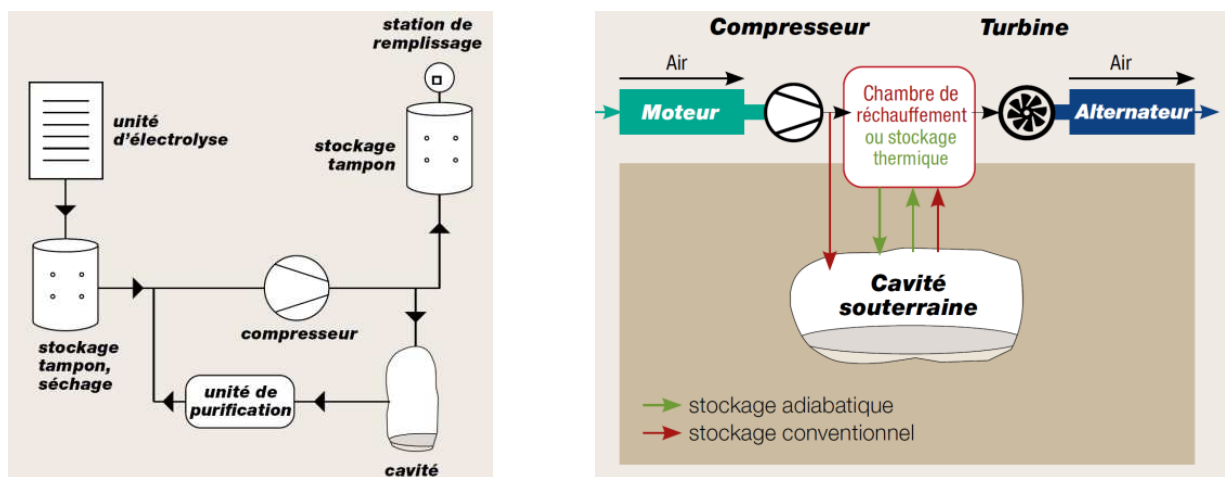 station de
remplissage
unité
d'électrolyse
stockage
tampon
compresseur
stockage
tampon,
séchage
unité de
purification
cavité
Compresseur
Turbine
Air
Air
Moteur
Chambre de
réchauffement
ou stockage
thermique
Alternateur
Cavité
souterraine
stockage adiabatique
stockage conventionnel